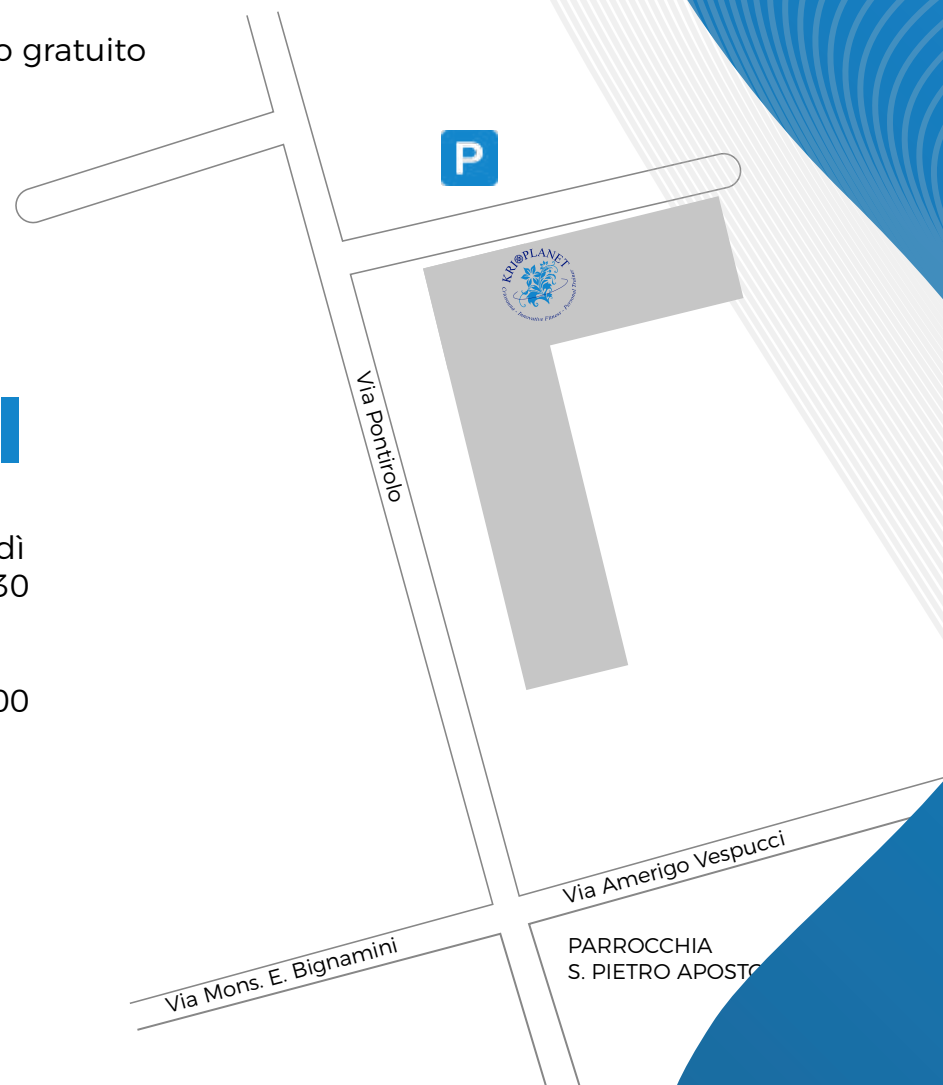 o gratuito
P
KRIOPLANET
Via Pontirolo
dì
30
00
Via Amerigo Vespucci
PARROCCHIA
S. PIETRO APOSTO
Via Mons. E. Bignamini